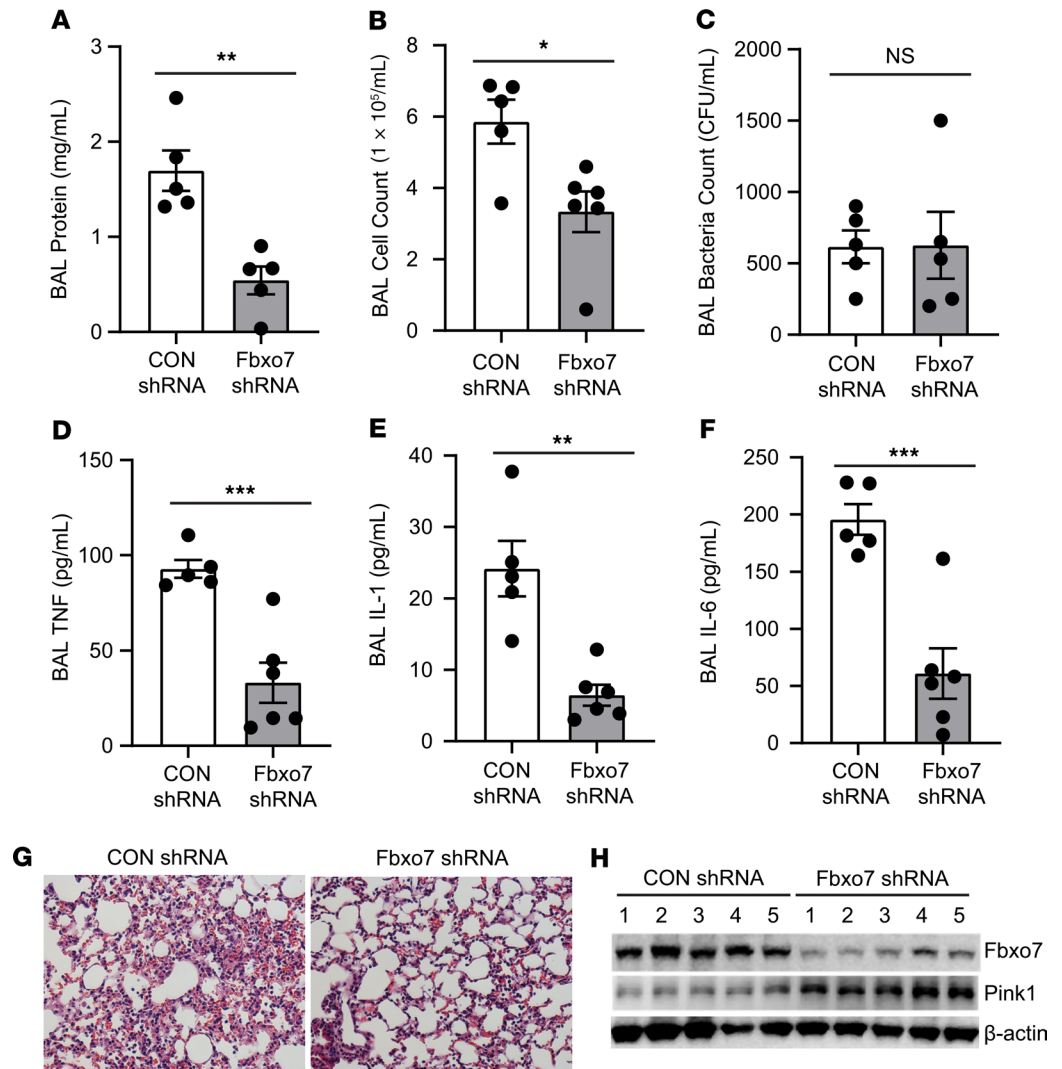 A
BAL Protein (mg/mL)
3
2
1
0
**
CON
shRNA
Fbxo7
shRNA
B
BAL Cell Count (1 × 10⁵/mL)
8
6
4
2
0
*
CON
shRNA
Fbxo7
shRNA
C
BAL Bacteria Count (CFU/mL)
2000
1500
1000
500
0
NS
CON
shRNA
Fbxo7
shRNA
D
BAL TNF (pg/mL)
150
100
50
0
***
CON
shRNA
Fbxo7
shRNA
E
BAL IL-1 (pg/mL)
40
30
20
10
0
**
CON
shRNA
Fbxo7
shRNA
F
BAL IL-6 (pg/mL)
250
200
150
100
50
0
***
CON
shRNA
Fbxo7
shRNA
G
CON shRNA Fbxo7 shRNA
H
CON shRNA Fbxo7 shRNA
1 2 3 4 5 1 2 3 4 5
Fbxo7
Pink1
β-actin